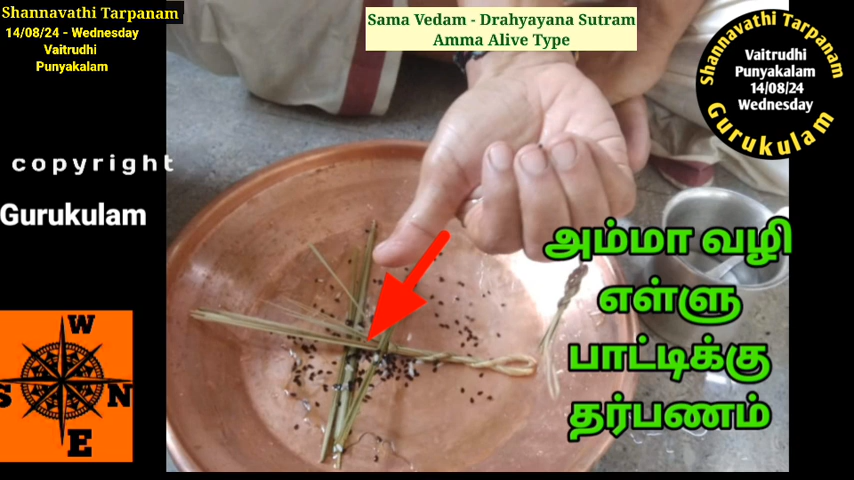 Shannavathi Tarpanam
14/08/24 - Wednesday
Vaitrudhi
Punyakalam
Sama Vedam - Drahyayana Sutram
Amma Alive Type
Shannavathi Tarpanam
Vaitrudhi
Punyakalam
14/08/24
Wednesday
Gurukulam
copyright
Gurukulam
அம்மா வழி
எள்ளு
பாட்டிக்கு
தர்பணம்
W
S N
E